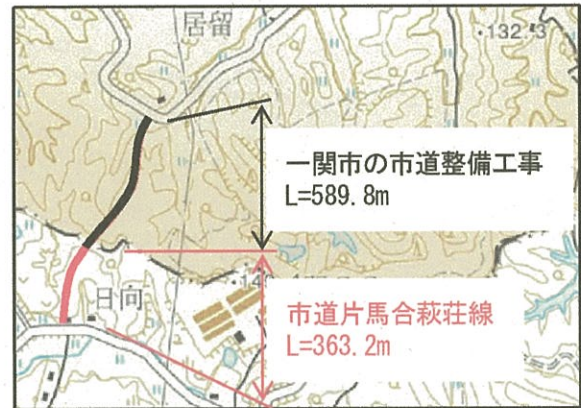 居留
・132.3
一関市の市道整備工事
L=589.8m
日向
市道片馬合萩荘線
L=363.2m